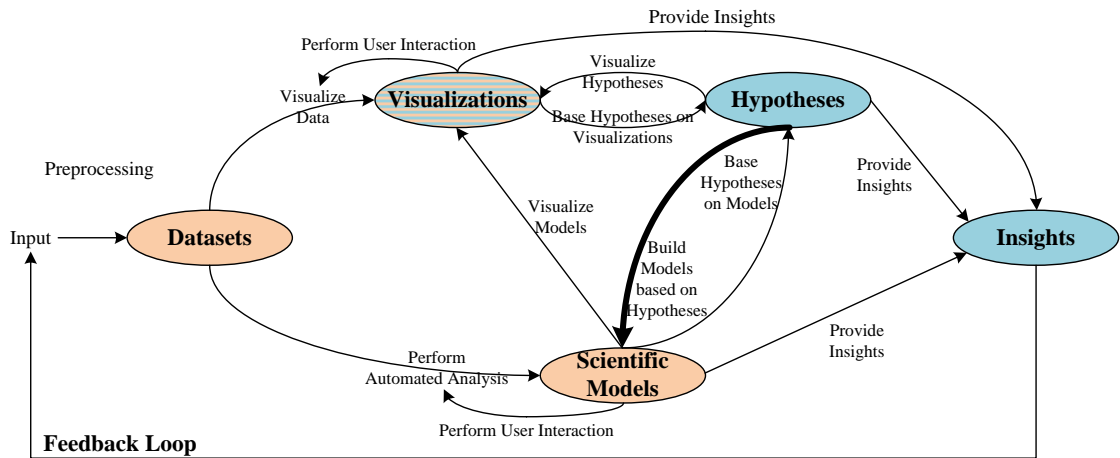 Provide Insights
Perform User Interaction
Visualize
Hypotheses
Visualizations
Hypotheses
Visualize
Data
Base Hypotheses on
Visualizations
Preprocessing
Base
Hypotheses
on Models
Provide
Insights
Visualize
Models
Input
Datasets
Insights
Build
Models
based on
Hypotheses
Provide
Insights
Perform
Automated Analysis
Scientific
Models
Perform User Interaction
Feedback Loop